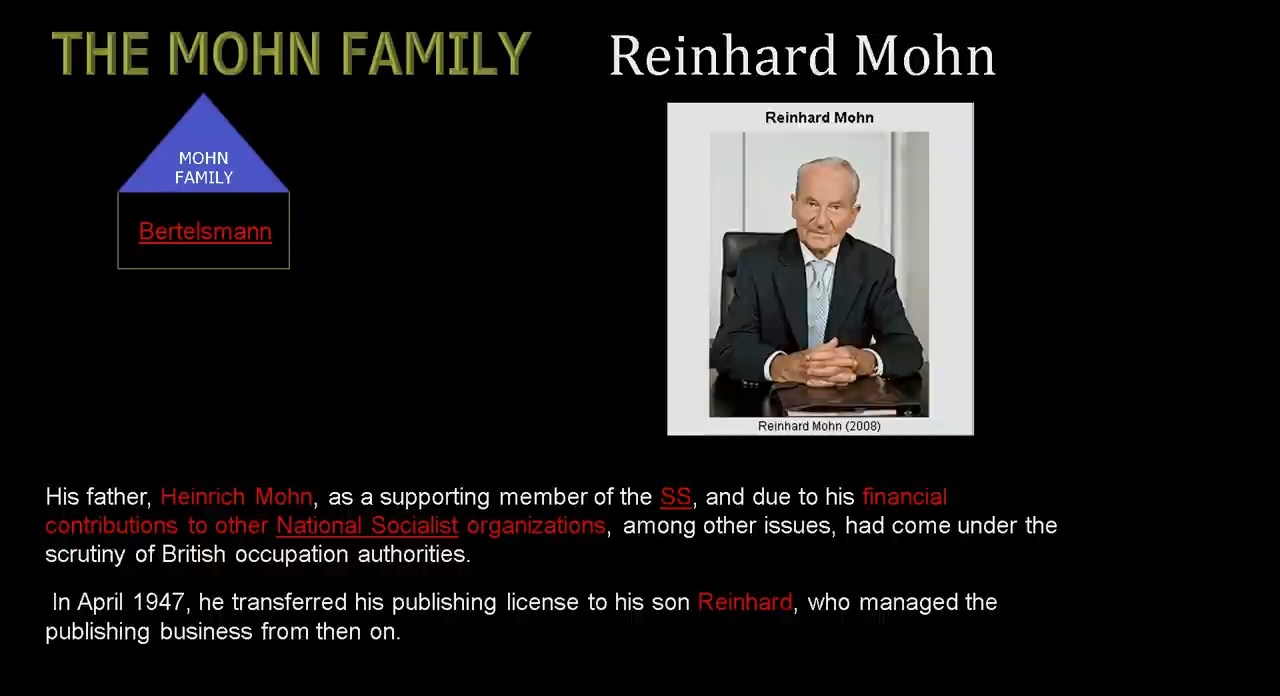 THE MOHN FAMILY
Reinhard Mohn
MOHN
FAMILY
Bertelsmann
Reinhard Mohn
Reinhard Mohn (2008)
His father, Heinrich Mohn, as a supporting member of the SS, and due to his financial
contributions to other National Socialist organizations, among other issues, had come under the
scrutiny of British occupation authorities.
In April 1947, he transferred his publishing license to his son Reinhard, who managed the
publishing business from then on.